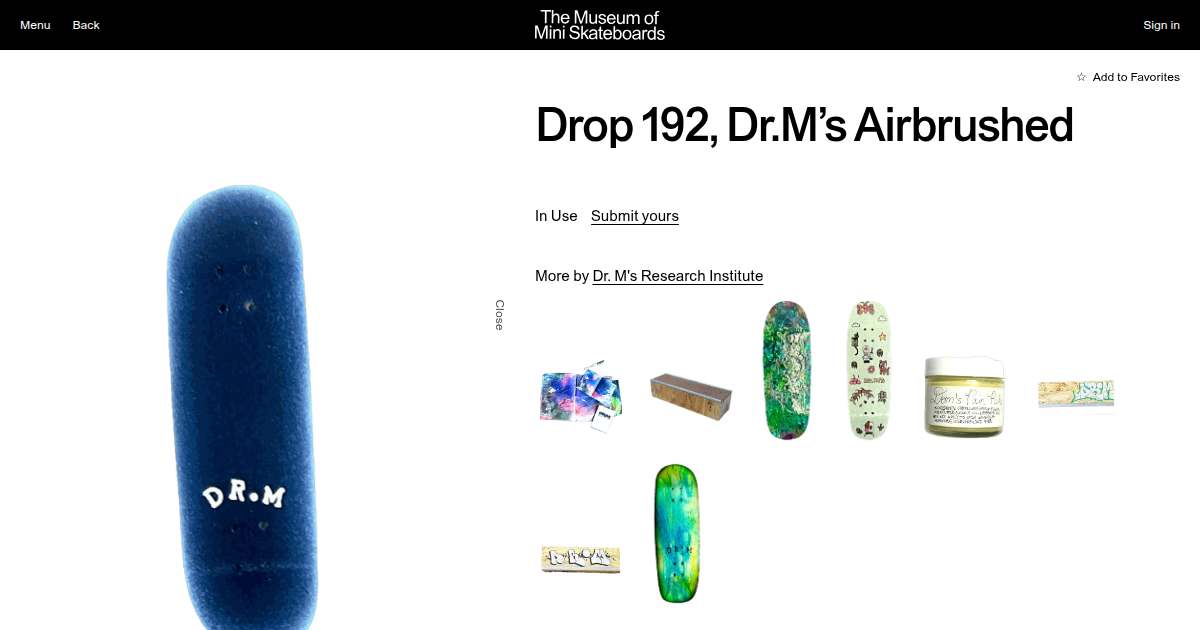 Menu
Back
The Museum of
Mini Skateboards
Sign in
☆ Add to Favorites
Drop 192, Dr.M’s Airbrushed
In Use
Submit yours
More by Dr. M's Research Institute
Close
DR.M
DR.M